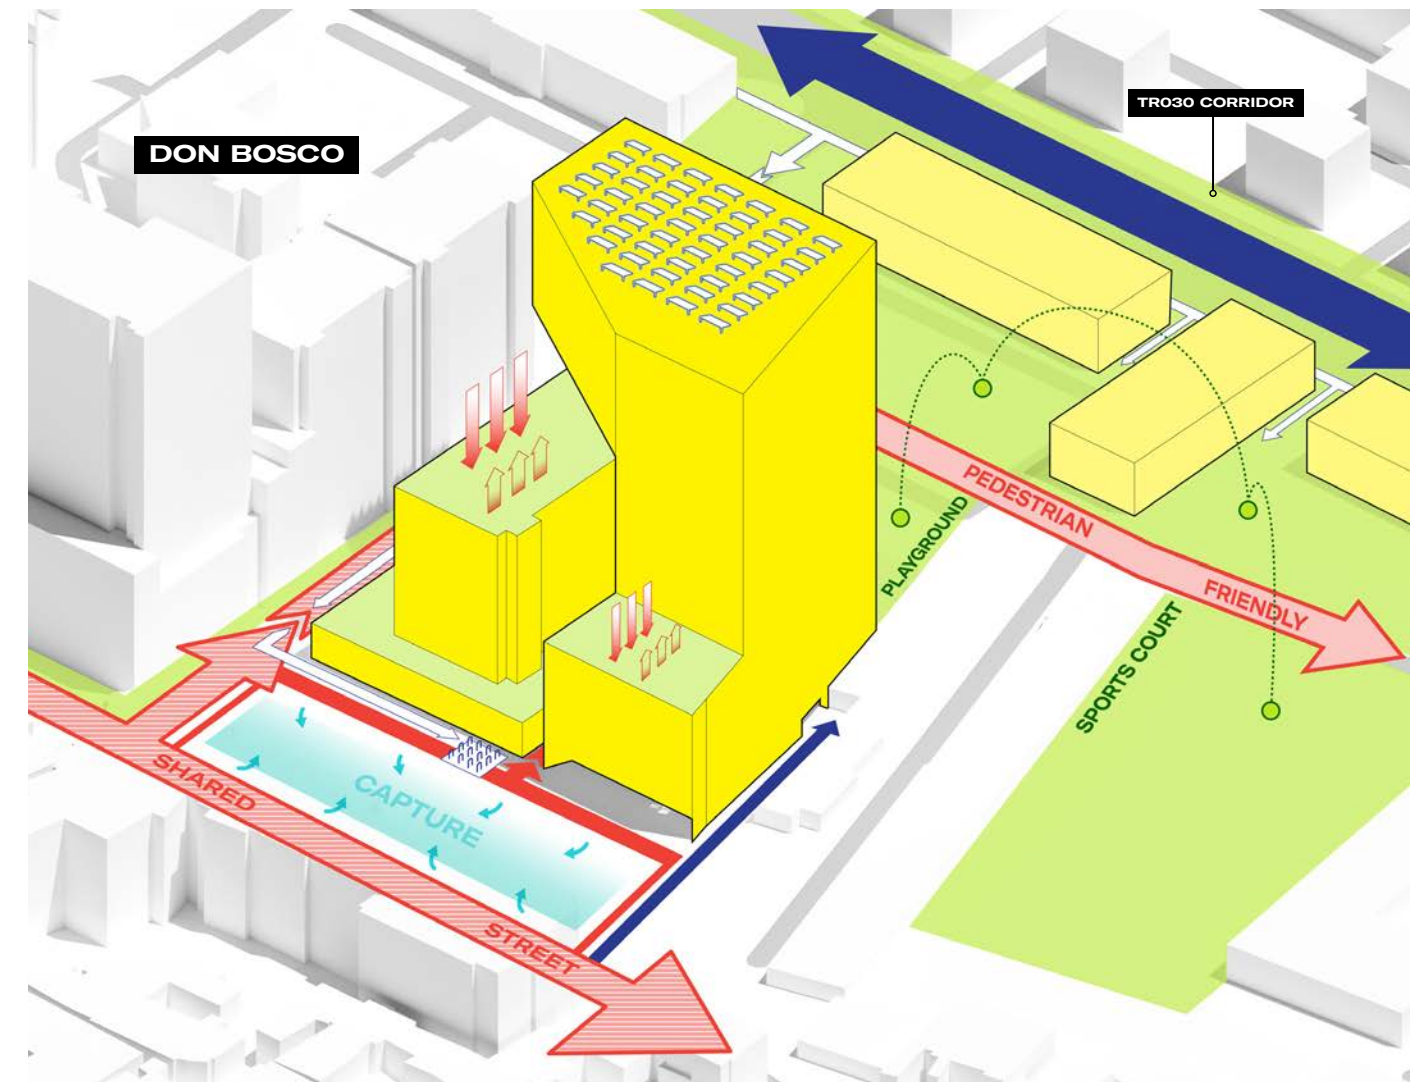 TR030 CORRIDOR
DON BOSCO
PEDESTRIAN
FRIENDLY
PLAYGROUND
SPORTS COURT
SHARED
STREET
CAPTURE